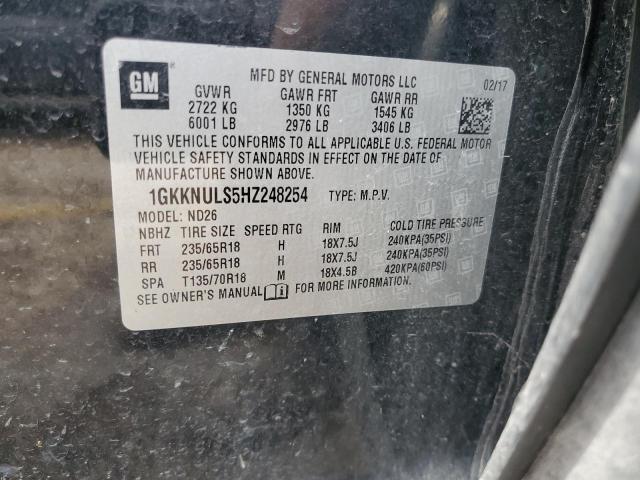 GM
MFD BY GENERAL MOTORS LLC
02/17
GVWR GAWR FRT GAWR RR
2722 KG 1350 KG 1545 KG
6001 LB 2976 LB 3406 LB
THIS VEHICLE CONFORMS TO ALL APPLICABLE U.S. FEDERAL MOTOR
VEHICLE SAFETY STANDARDS IN EFFECT ON THE DATE OF
MANUFACTURE SHOWN ABOVE.
1GKKNULS5HZ248254 TYPE: M.P.V.
MODEL: ND26
NBHZ TIRE SIZE SPEED RTG RIM COLD TIRE PRESSURE
FRT 235/65R18 H 18X7.5J 240KPA(35PSI)
RR 235/65R18 H 18X7.5J 240KPA(35PSI)
SPA T135/70R18 M 18X4.5B 420KPA(60PSI)
SEE OWNER'S MANUAL FOR MORE INFORMATION.